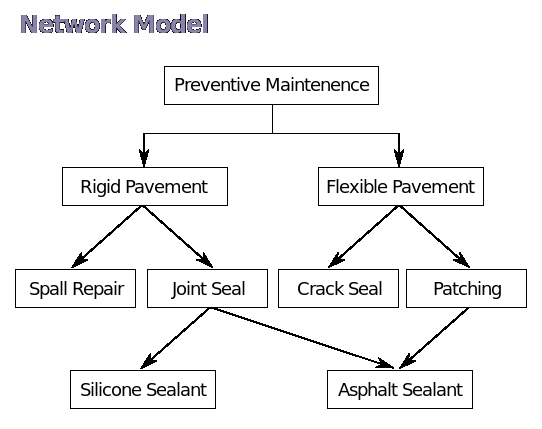 Network Model
Preventive Maintenence
Rigid Pavement
Flexible Pavement
Spall Repair
Joint Seal
Crack Seal
Patching
Silicone Sealant
Asphalt Sealant